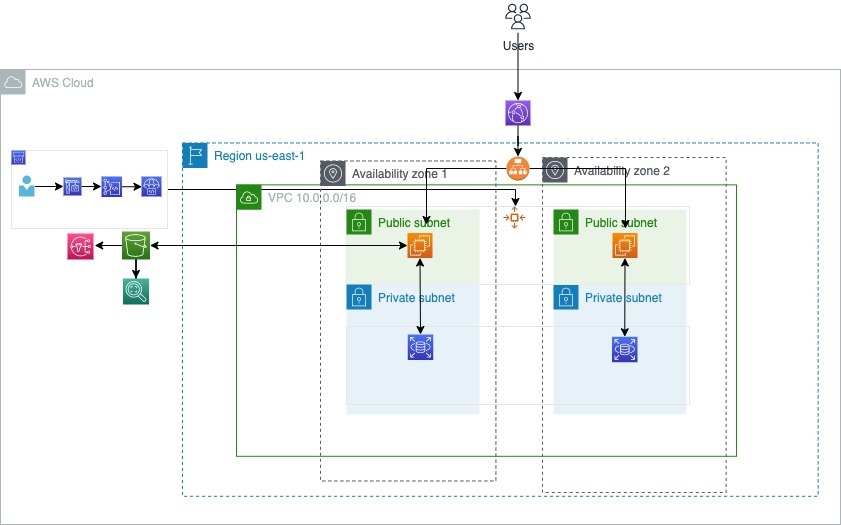 Users
AWS Cloud
Region us-east-1
Availability zone 1
Availability zone 2
VPC 10.0.0.0/16
Public subnet
Public subnet
Private subnet
Private subnet